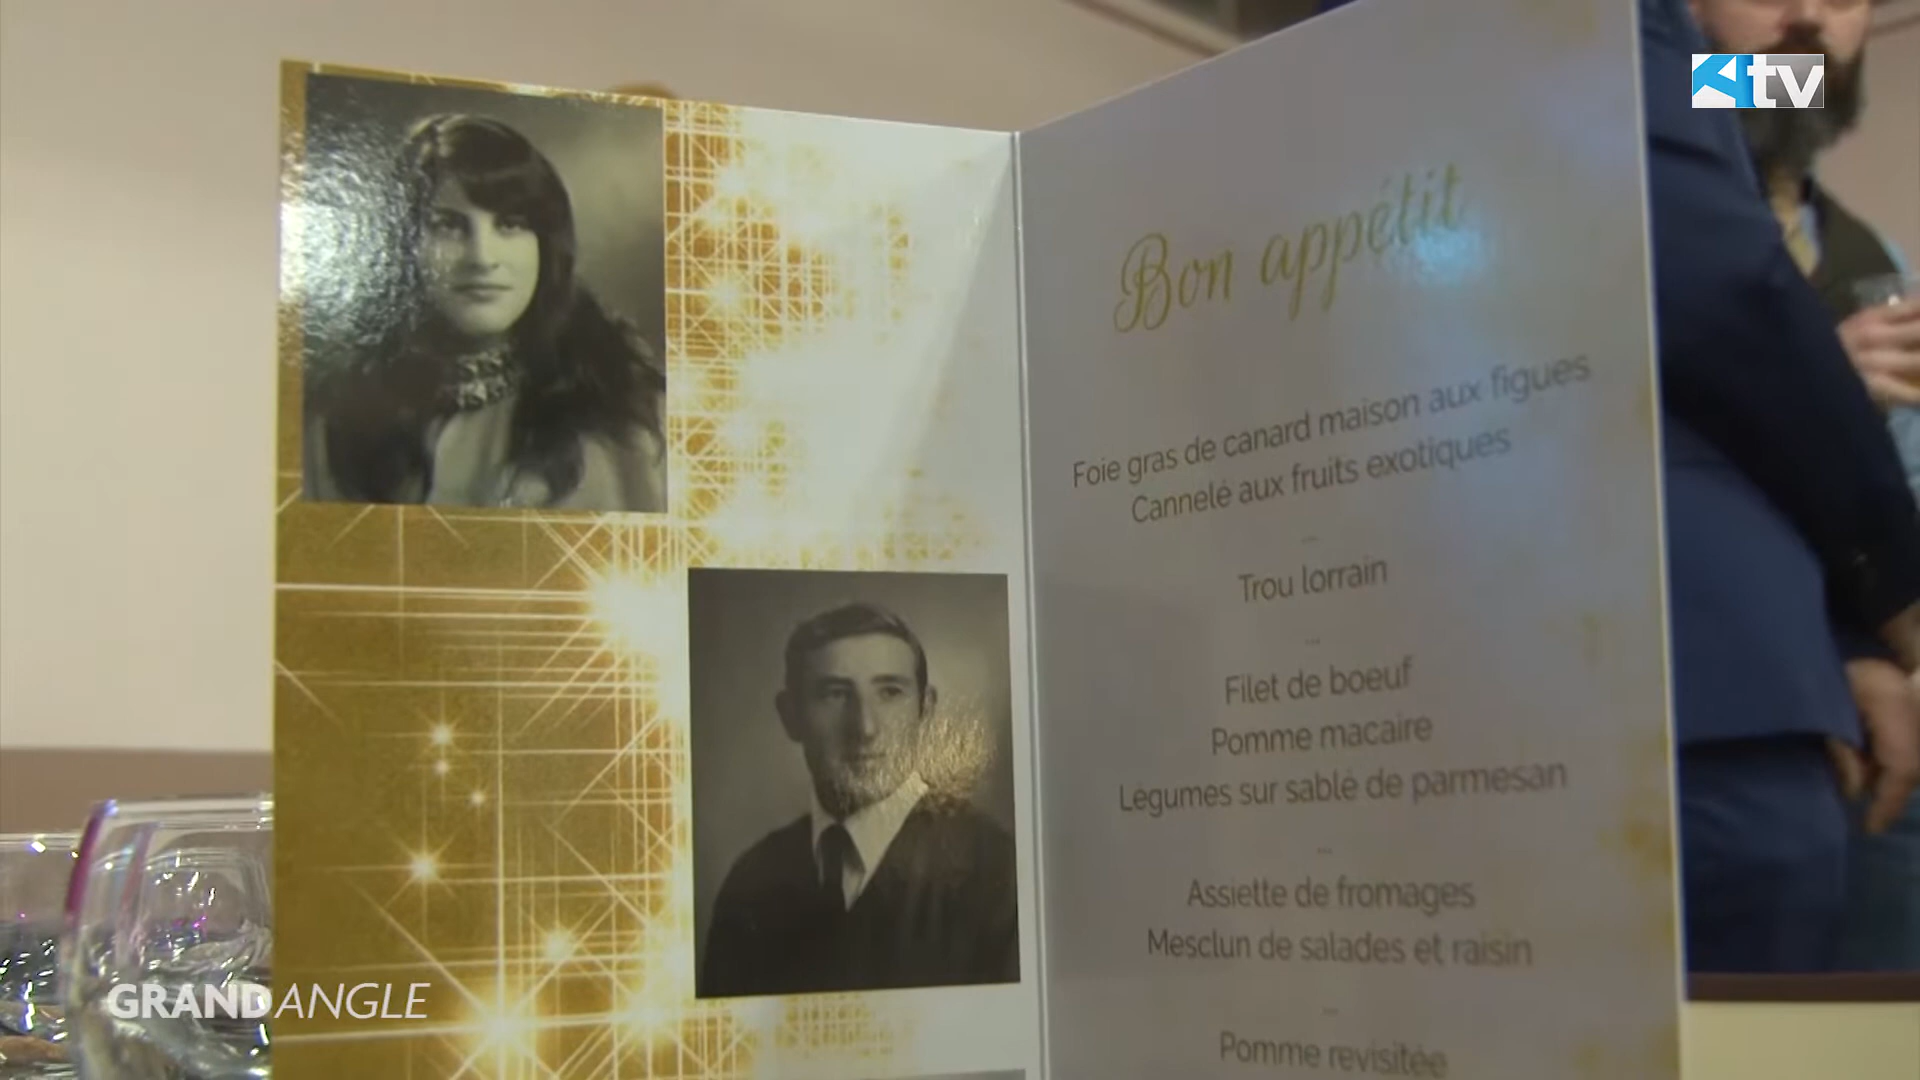 tv
Bon appétit
Foie gras de canard maison aux figues
Cannelé aux fruits exotiques
...
Trou lorrain
...
Filet de boeuf
Pomme macaire
Légumes sur sablé de parmesan
...
Assiette de fromages
Mesclun de salades et raisin
...
Pomme revisitée
GRANDANGLE